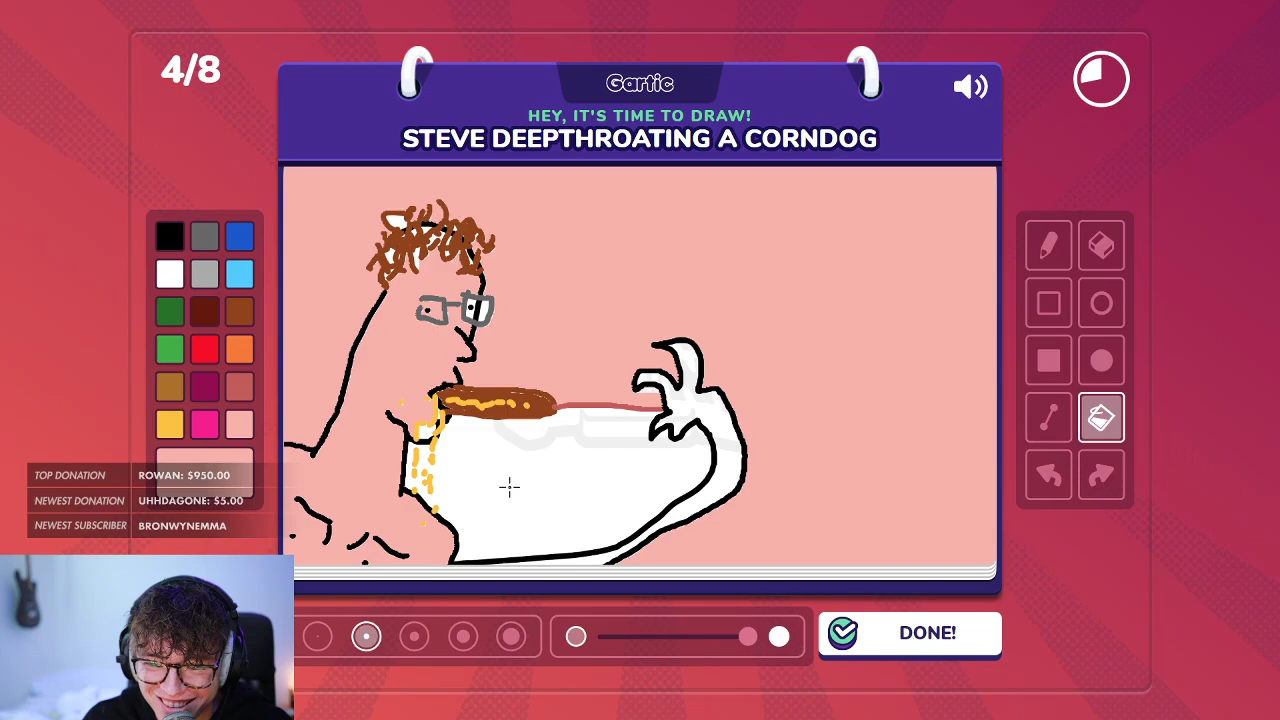 4/8
Gartic
HEY, IT'S TIME TO DRAW!
STEVE DEEPTHROATING A CORNDOG
TOP DONATION ROWAN: $950.00
NEWEST DONATION UHHDAGONE: $5.00
NEWEST SUBSCRIBER BRONWYNEMMA
DONE!